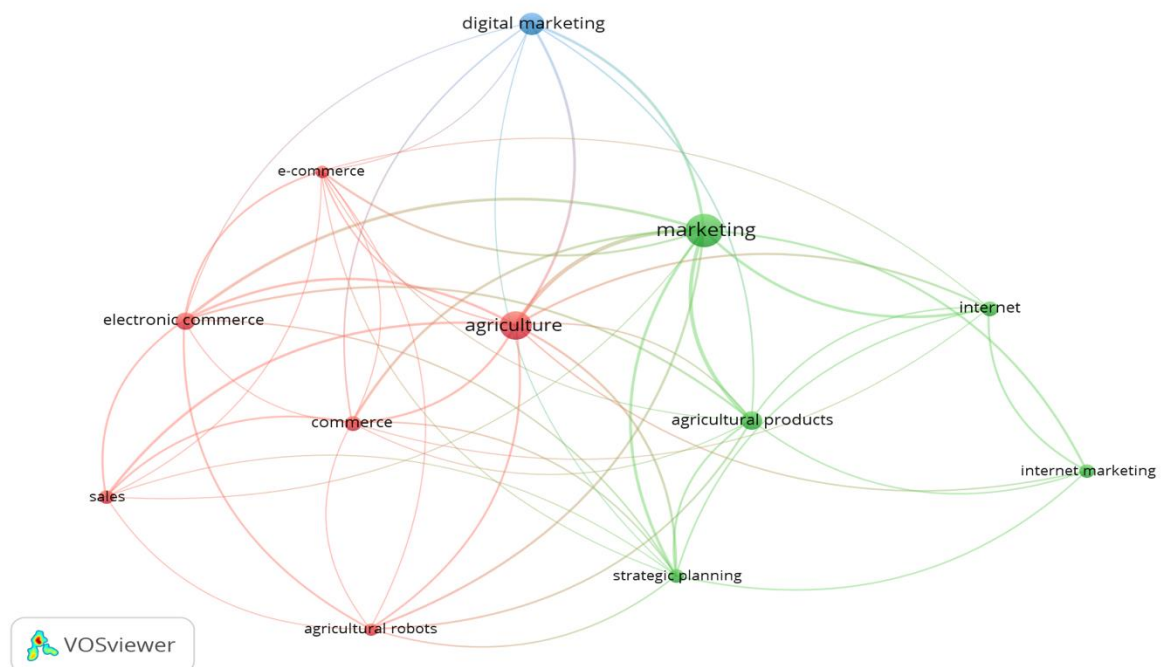 digital marketing
e-commerce
marketing
internet
electronic commerce
agriculture
commerce
agricultural products
internet marketing
sales
strategic planning
agricultural robots
VOSviewer